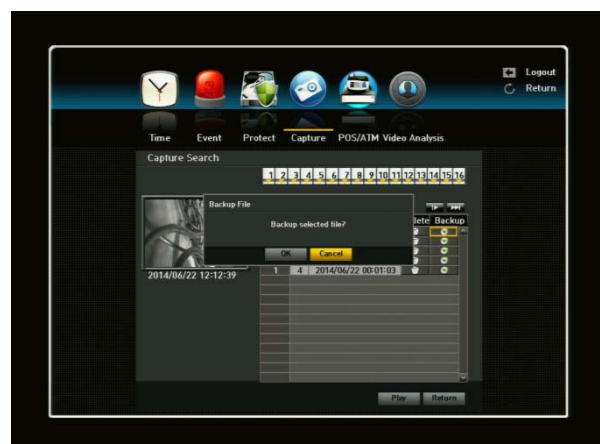 Logout
Return
Time Event Protect Capture POS/ATM Video Analysis
Capture Search
1 2 3 4 5 6 7 8 9 10 11 12 13 14 15 16
Backup File
Backup selected file?
OK Cancel
lete Backup
2014/06/22 12:12:39
1 4 2014/06/22 00:01:03
Play Return